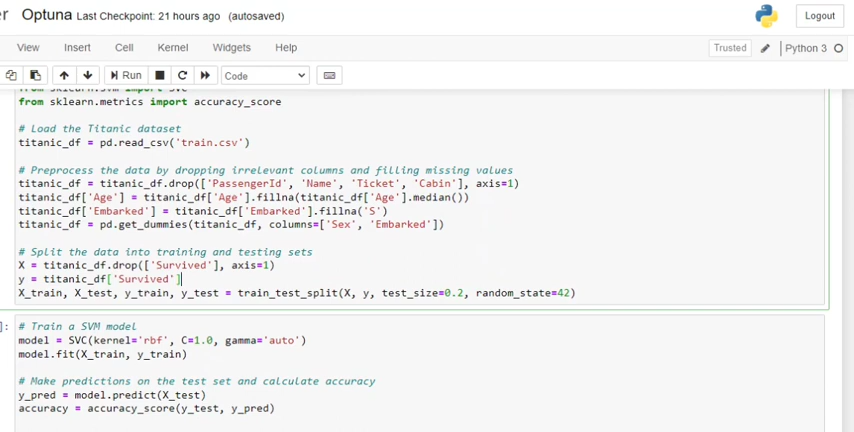 Optuna Last Checkpoint: 21 hours ago (autosaved)
Logout
View Insert Cell Kernel Widgets Help
Trusted Python 3
Run Code
from sklearn.svm import SVC
from sklearn.metrics import accuracy_score
# Load the Titanic dataset
titanic_df = pd.read_csv('train.csv')
# Preprocess the data by dropping irrelevant columns and filling missing values
titanic_df = titanic_df.drop(['PassengerId', 'Name', 'Ticket', 'Cabin'], axis=1)
titanic_df['Age'] = titanic_df['Age'].fillna(titanic_df['Age'].median())
titanic_df['Embarked'] = titanic_df['Embarked'].fillna('S')
titanic_df = pd.get_dummies(titanic_df, columns=['Sex', 'Embarked'])
# Split the data into training and testing sets
X = titanic_df.drop(['Survived'], axis=1)
y = titanic_df['Survived']
X_train, X_test, y_train, y_test = train_test_split(X, y, test_size=0.2, random_state=42)
]: # Train a SVM model
model = SVC(kernel='rbf', C=1.0, gamma='auto')
model.fit(X_train, y_train)
# Make predictions on the test set and calculate accuracy
y_pred = model.predict(X_test)
accuracy = accuracy_score(y_test, y_pred)